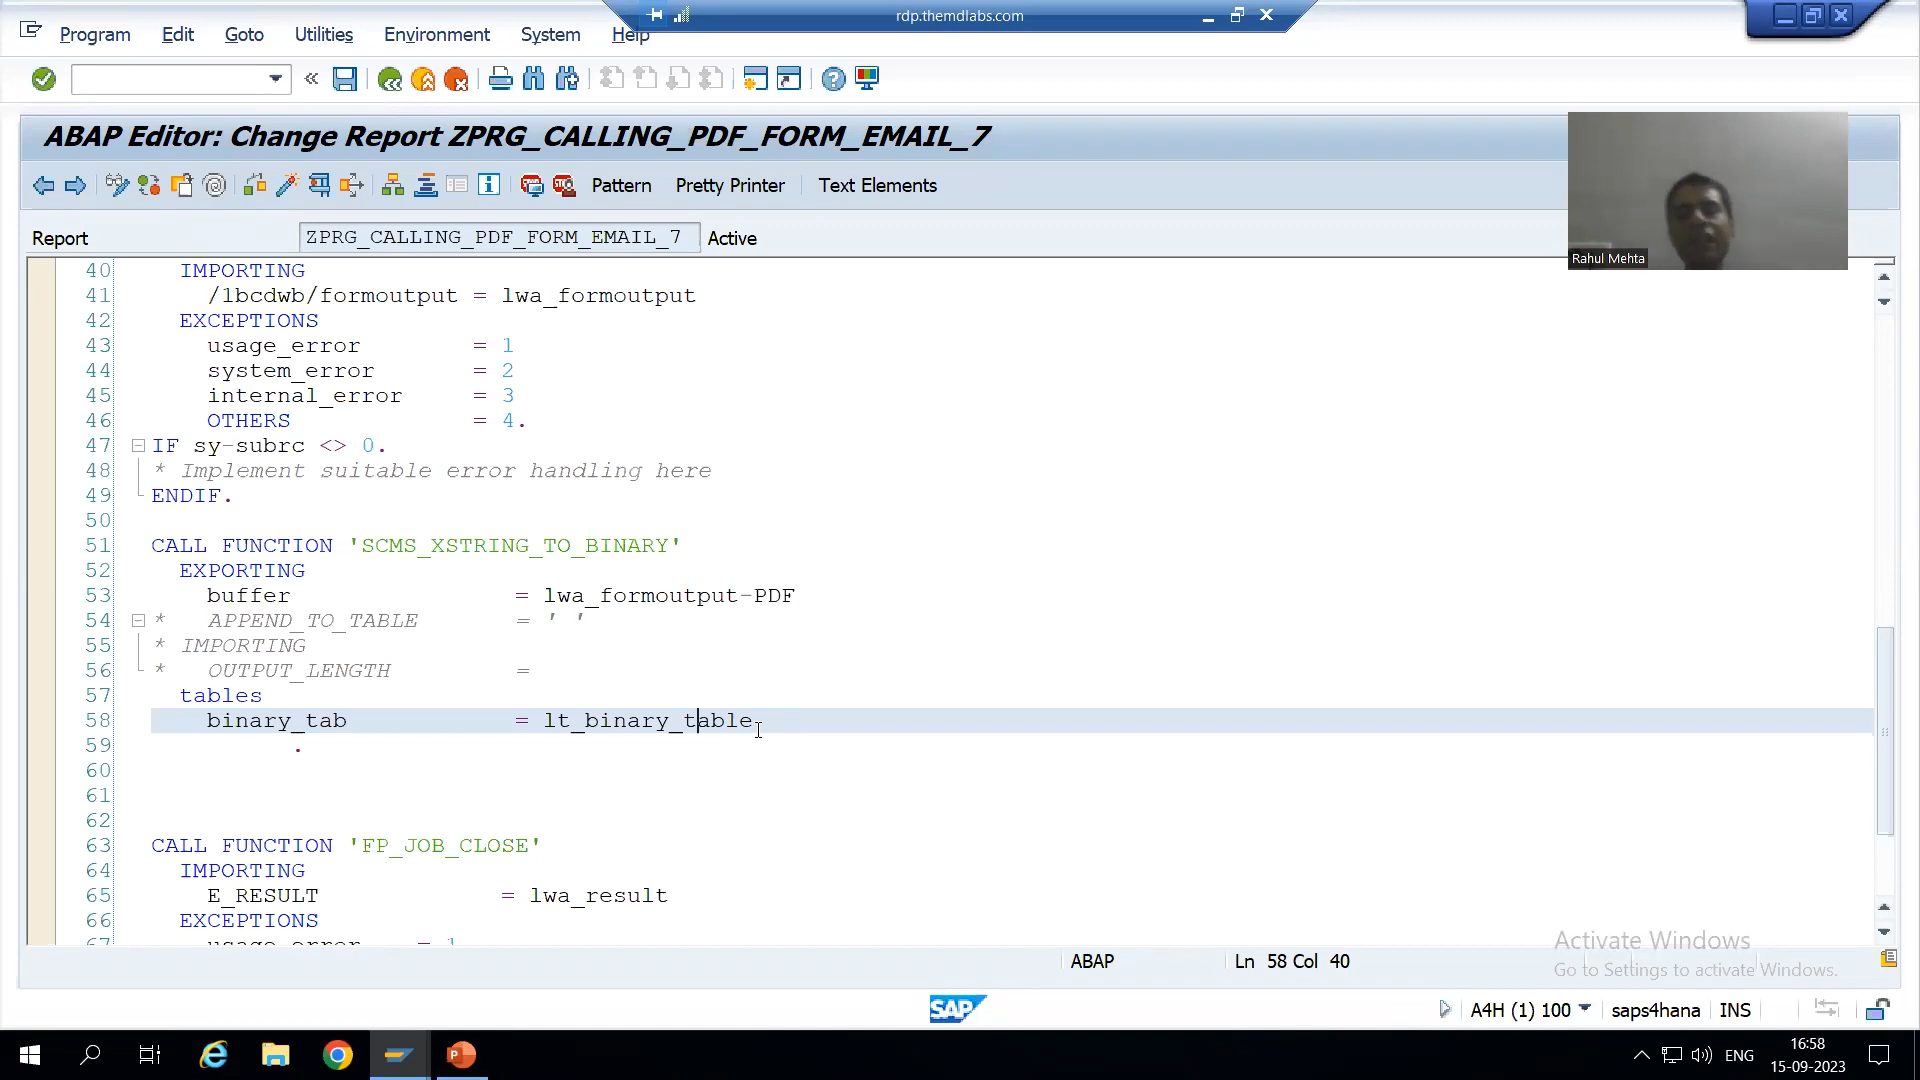 rdp.themdlabs.com
Program Edit Goto Utilities Environment System Help
«
ABAP Editor: Change Report ZPRG_CALLING_PDF_FORM_EMAIL_7
Pattern Pretty Printer Text Elements
Report ZPRG_CALLING_PDF_FORM_EMAIL_7 Active
Rahul Mehta
40 IMPORTING
41 /1bcdwb/formoutput = lwa_formoutput
42 EXCEPTIONS
43 usage_error = 1
44 system_error = 2
45 internal_error = 3
46 OTHERS = 4.
47 IF sy-subrc <> 0.
48 * Implement suitable error handling here
49 ENDIF.
50
51 CALL FUNCTION 'SCMS_XSTRING_TO_BINARY'
52 EXPORTING
53 buffer = lwa_formoutput-PDF
54 * APPEND_TO_TABLE = ' '
55 * IMPORTING
56 * OUTPUT_LENGTH =
57 tables
58 binary_tab = lt_binary_table
59 .
60
61
62
63 CALL FUNCTION 'FP_JOB_CLOSE'
64 IMPORTING
65 E_RESULT = lwa_result
66 EXCEPTIONS
67 usage_error = 1
Activate Windows
Go to Settings to activate Windows.
ABAP Ln 58 Col 40
SAP
A4H (1) 100 saps4hana INS
16:58
ENG
15-09-2023